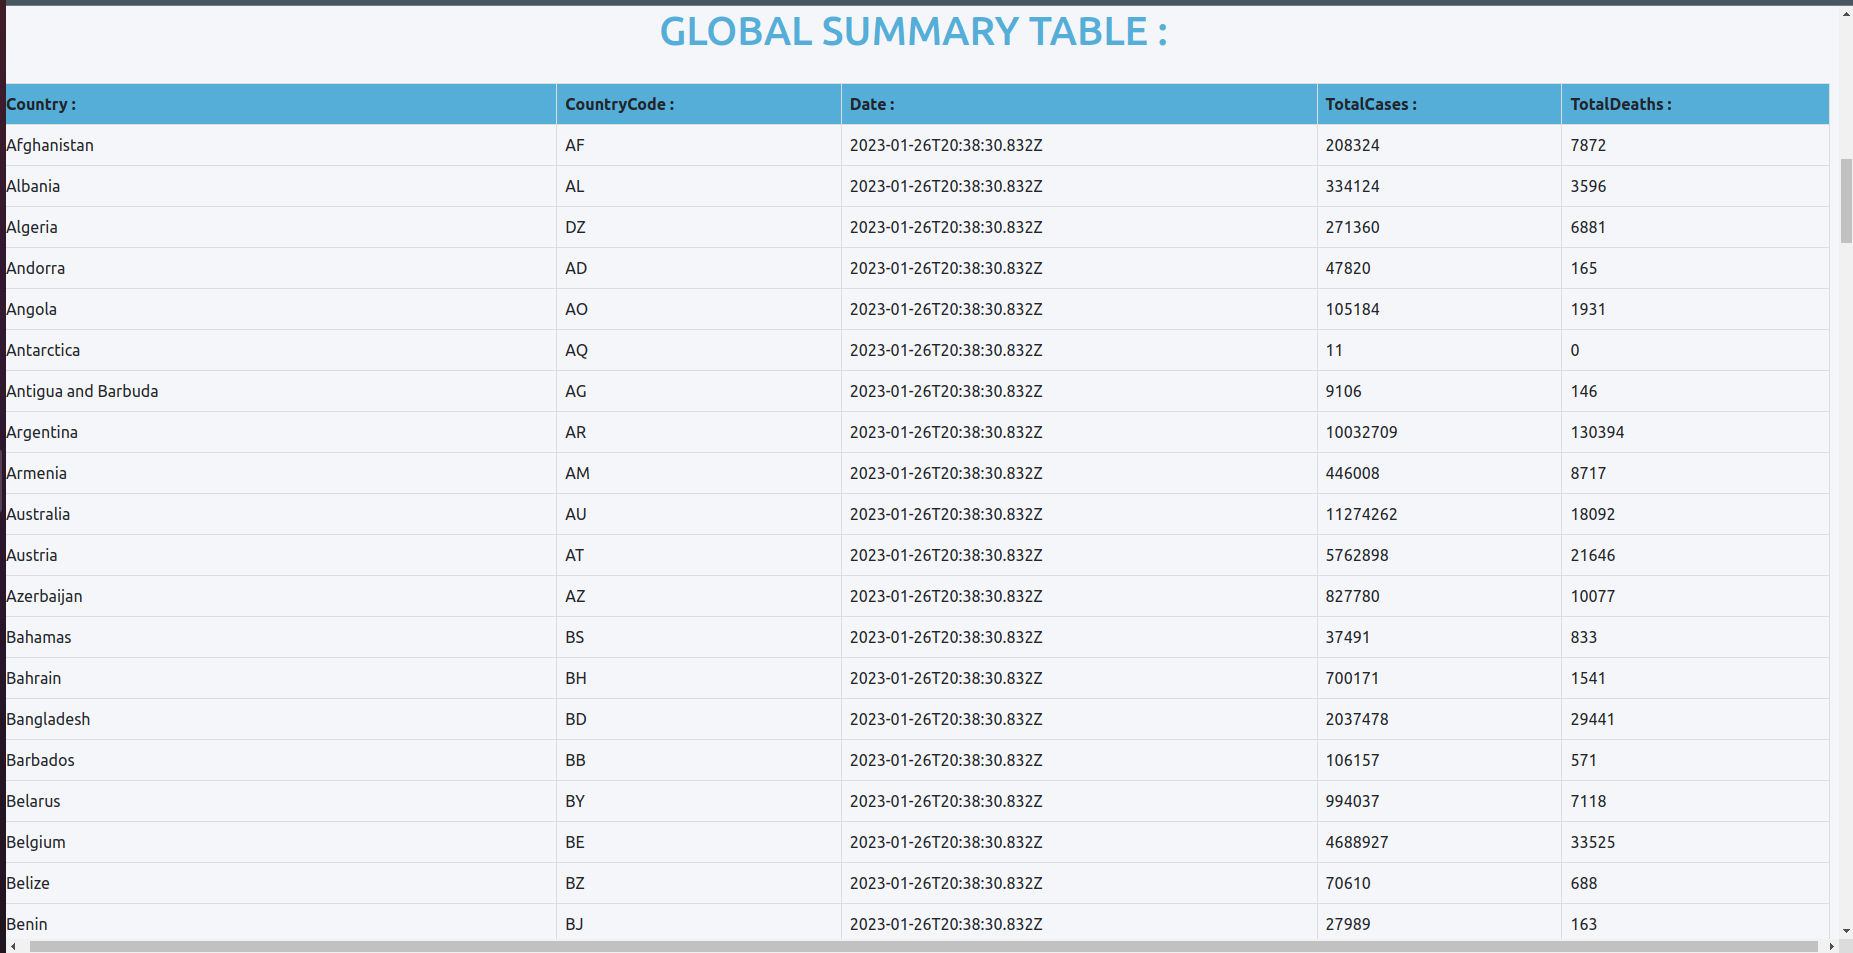 GLOBAL SUMMARY TABLE :
Country : CountryCode : Date : TotalCases : TotalDeaths :
Afghanistan AF 2023-01-26T20:38:30.832Z 208324 7872
Albania AL 2023-01-26T20:38:30.832Z 334124 3596
Algeria DZ 2023-01-26T20:38:30.832Z 271360 6881
Andorra AD 2023-01-26T20:38:30.832Z 47820 165
Angola AO 2023-01-26T20:38:30.832Z 105184 1931
Antarctica AQ 2023-01-26T20:38:30.832Z 11 0
Antigua and Barbuda AG 2023-01-26T20:38:30.832Z 9106 146
Argentina AR 2023-01-26T20:38:30.832Z 10032709 130394
Armenia AM 2023-01-26T20:38:30.832Z 446008 8717
Australia AU 2023-01-26T20:38:30.832Z 11274262 18092
Austria AT 2023-01-26T20:38:30.832Z 5762898 21646
Azerbaijan AZ 2023-01-26T20:38:30.832Z 827780 10077
Bahamas BS 2023-01-26T20:38:30.832Z 37491 833
Bahrain BH 2023-01-26T20:38:30.832Z 700171 1541
Bangladesh BD 2023-01-26T20:38:30.832Z 2037478 29441
Barbados BB 2023-01-26T20:38:30.832Z 106157 571
Belarus BY 2023-01-26T20:38:30.832Z 994037 7118
Belgium BE 2023-01-26T20:38:30.832Z 4688927 33525
Belize BZ 2023-01-26T20:38:30.832Z 70610 688
Benin BJ 2023-01-26T20:38:30.832Z 27989 163